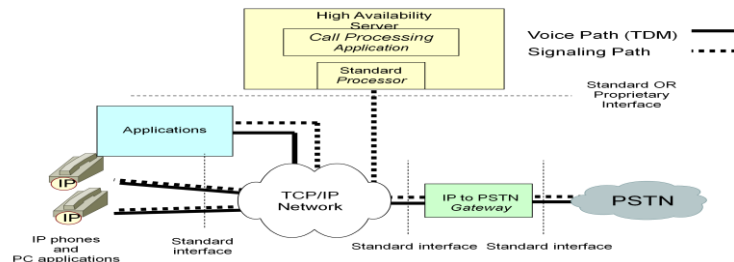 High Availability
Server
Call Processing
Application
Standard
Processor
Voice Path (TDM)
Signaling Path
Standard OR
Proprietary
Interface
Applications
IP
IP
IP phones
and
PC applications
Standard
interface
TCP/IP
Network
IP to PSTN
Gateway
PSTN
Standard interface
Standard interface